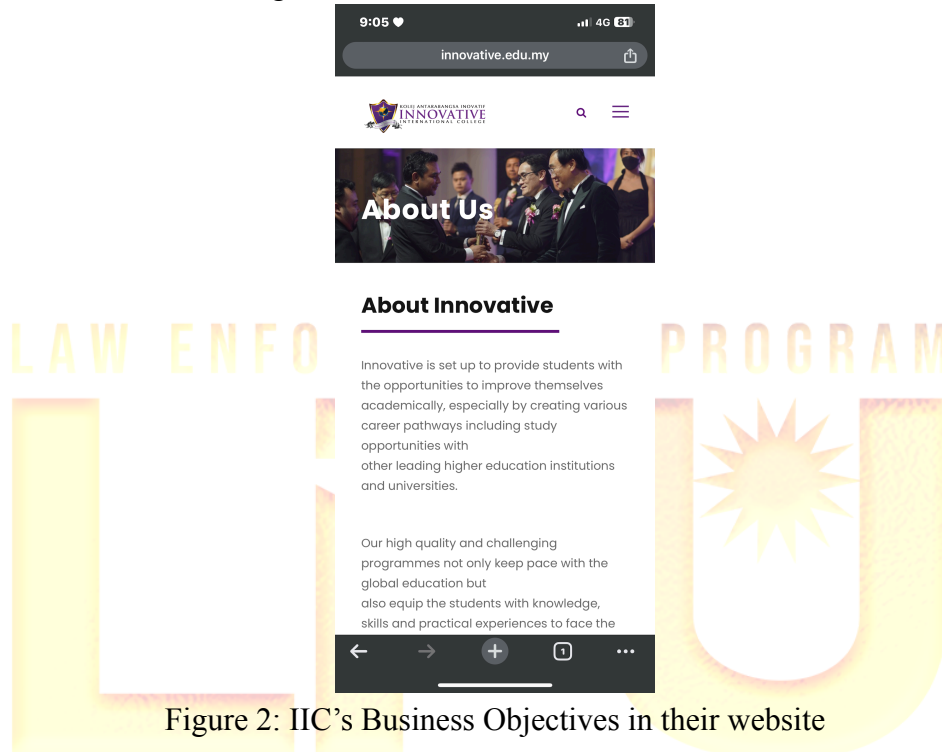 9:05
4G 81
innovative.edu.my
KOLEJ ANTARABANGSA INOVATIF
INNOVATIVE
INTERNATIONAL COLLEGE
About Us
About Innovative
LAW ENFO
PROGRAM
Innovative is set up to provide students with
the opportunities to improve themselves
academically, especially by creating various
career pathways including study
opportunities with
other leading higher education institutions
and universities.
Our high quality and challenging
programmes not only keep pace with the
global education but
also equip the students with knowledge,
skills and practical experiences to face the
1
Figure 2: IIC’s Business Objectives in their website